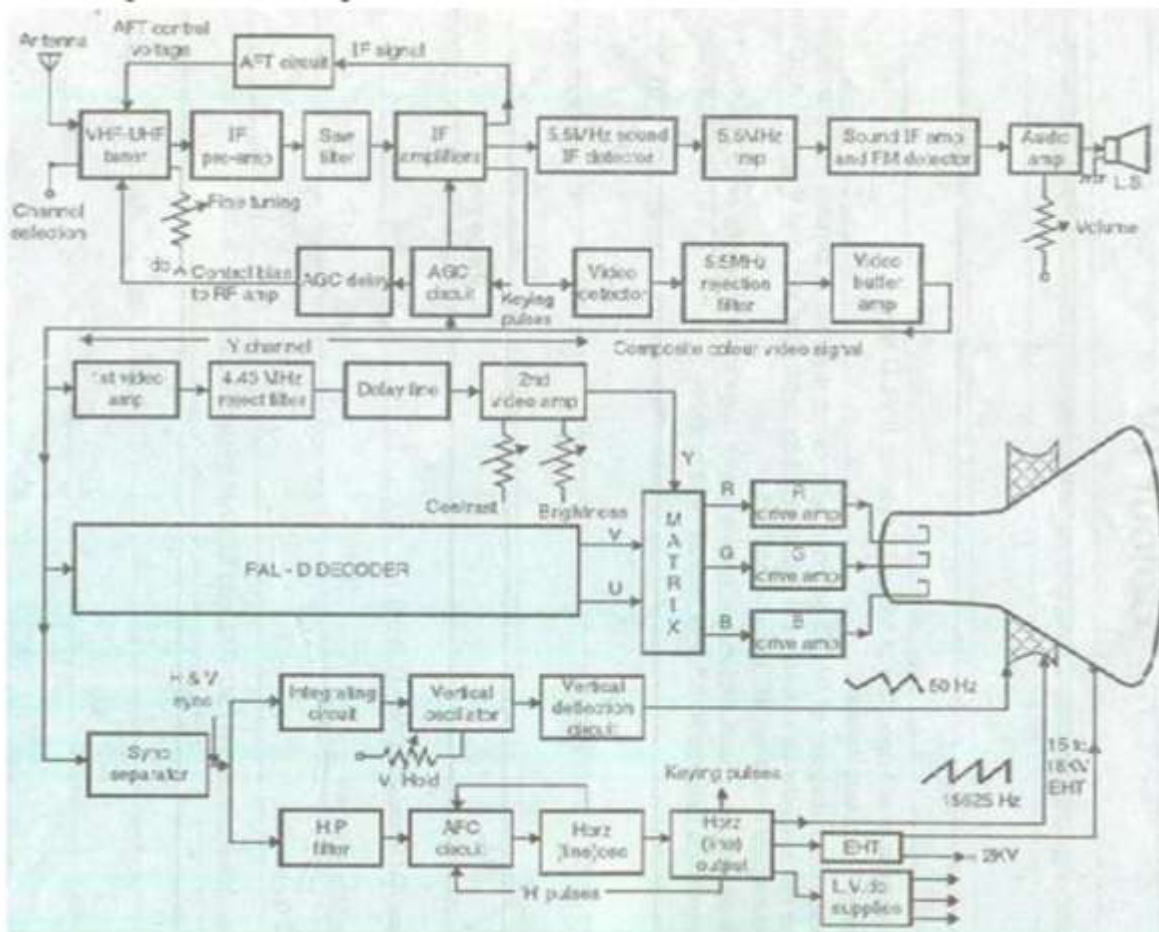 Antenna
AFT control
voltage
AFT circuit
IF signal
VHF-UHF
tuner
IF
pre-amp
Saw
filter
IF
amplifiers
5.5MHz sound
IF detector
5.5MHz
amp
Sound IF amp
and FM detector
Audio
amp
L.S.
Channel
selection
Fine tuning
Volume
dc
Control bias
to RF amp
AGC delay
AGC
circuit
Keying
pulses
Video
detector
5.5MHz
rejection
filter
Video
buffer
amp
Y channel
Composite colour video signal
1st video
amp
4.43 MHz
reject filter
Delay line
2nd
video amp
Contrast
Brightness
Y
PAL - D DECODER
V
U
MATRIX
R
R
drive amp
G
G
drive amp
B
B
drive amp
H & V
sync
Integrating
circuit
Vertical
oscillator
Vertical
deflection
circuit
50 Hz
Sync
separator
V. Hold
Keying pulses
15625 Hz
15 to
18KV
EHT
H.P
filter
AFC
circuit
Horz
(line)osc
Horz
(line)
output
EHT
2KV
'H' pulses
L.V.dc
supplies